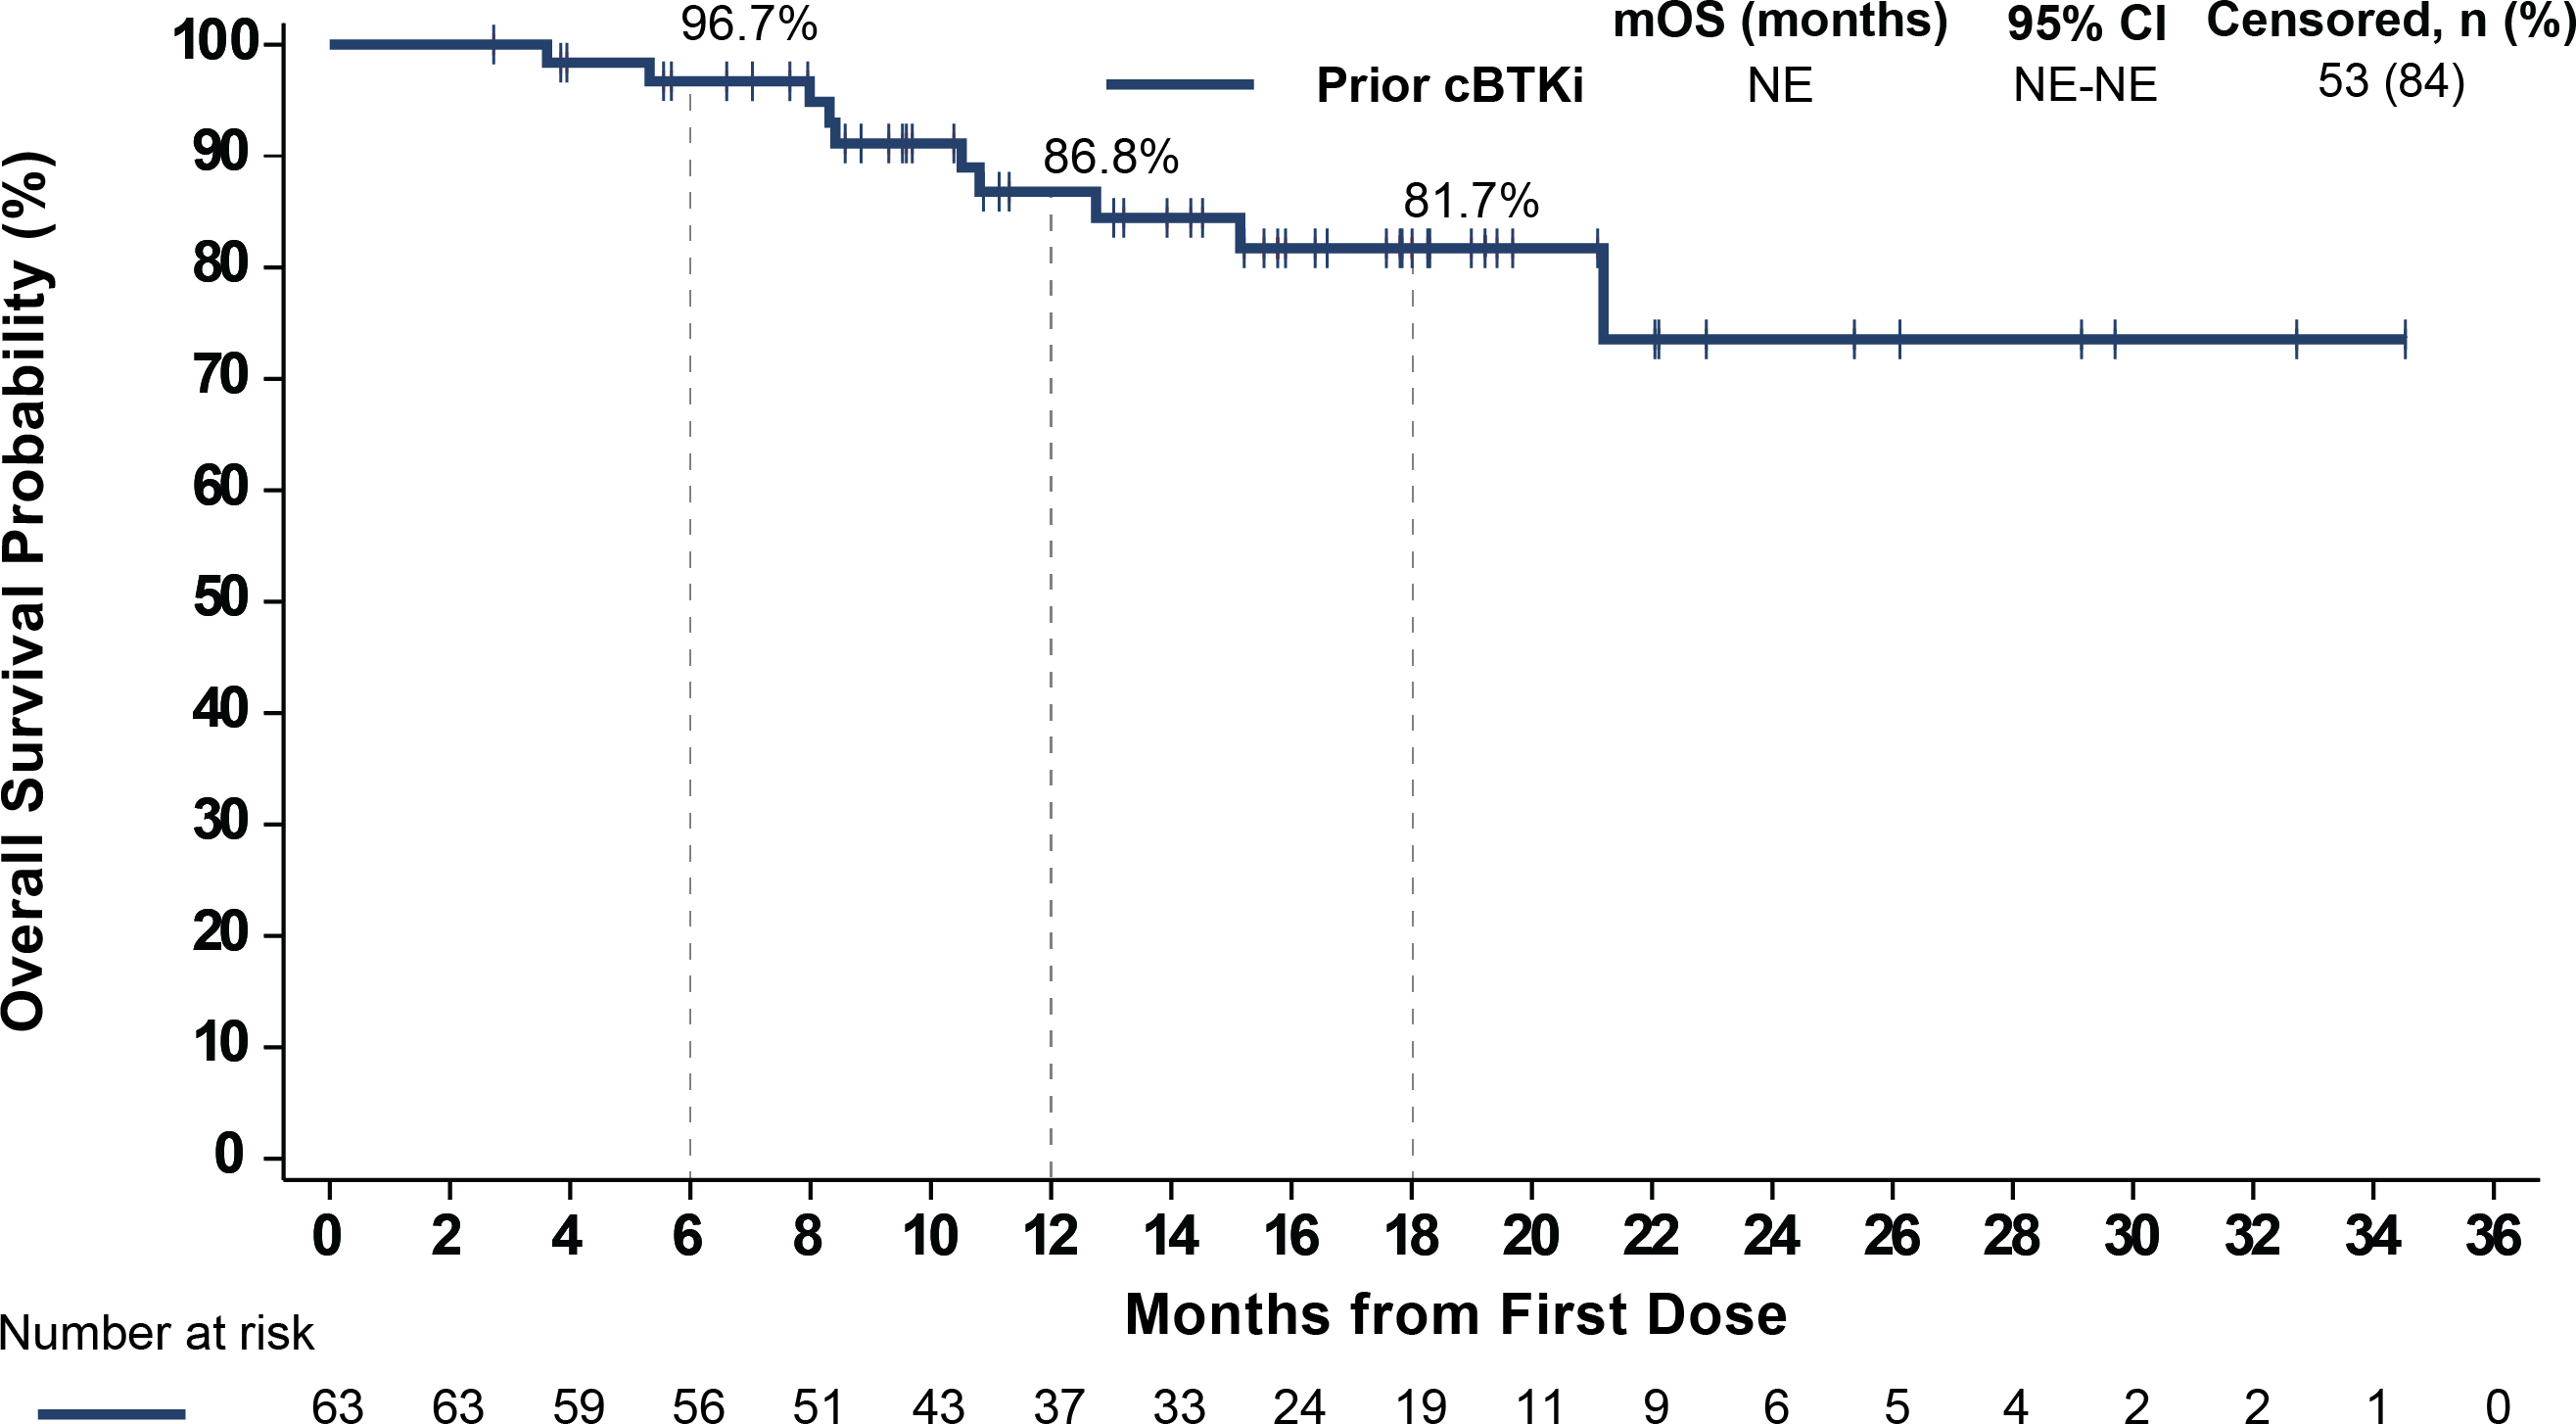 mOS (months) 95% CI Censored, n (%)
Prior cBTKi NE NE-NE 53 (84)
96.7%
86.8%
81.7%
Overall Survival Probability (%)
100
90
80
70
60
50
40
30
20
10
0
0 2 4 6 8 10 12 14 16 18 20 22 24 26 28 30 32 34 36
Months from First Dose
Number at risk
63 63 59 56 51 43 37 33 24 19 11 9 6 5 4 2 2 1 0